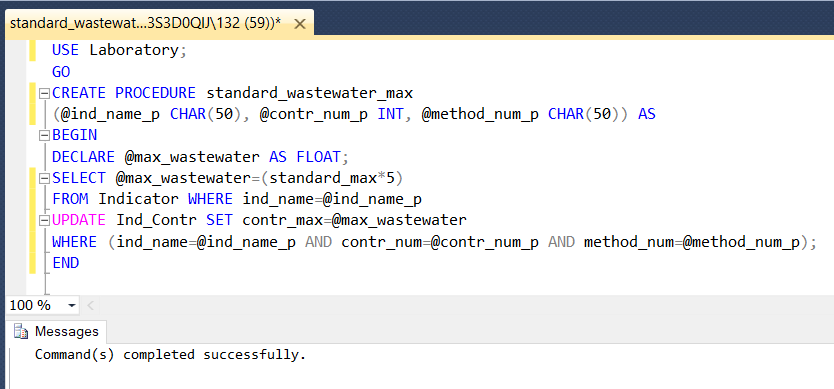 standard_wastewat...3S3D0QIJ\132 (59))* ×
USE Laboratory;
GO
CREATE PROCEDURE standard_wastewater_max
(@ind_name_p CHAR(50), @contr_num_p INT, @method_num_p CHAR(50)) AS
BEGIN
DECLARE @max_wastewater AS FLOAT;
SELECT @max_wastewater=(standard_max*5)
FROM Indicator WHERE ind_name=@ind_name_p
UPDATE Ind_Contr SET contr_max=@max_wastewater
WHERE (ind_name=@ind_name_p AND contr_num=@contr_num_p AND method_num=@method_num_p);
END
100 %
Messages
Command(s) completed successfully.